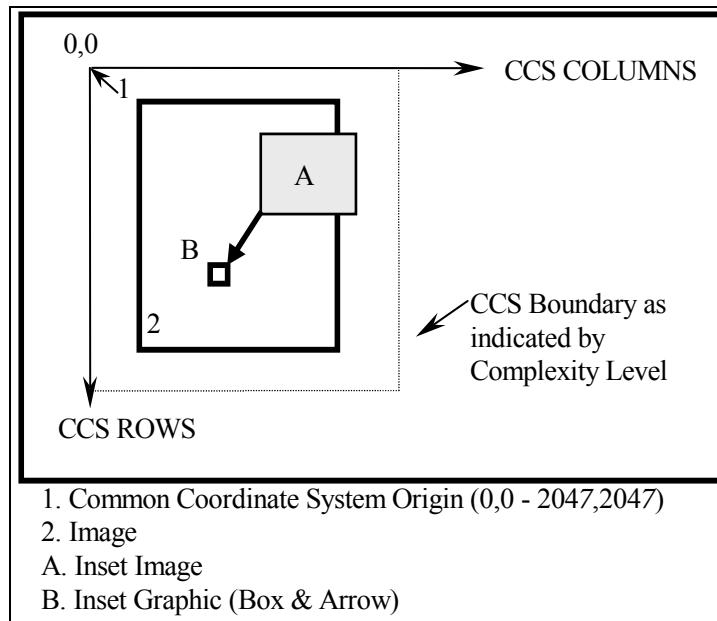 0,0
CCS COLUMNS
1
A
B
2
CCS Boundary as
indicated by
Complexity Level
CCS ROWS
1. Common Coordinate System Origin (0,0 - 2047,2047)
2. Image
A. Inset Image
B. Inset Graphic (Box & Arrow)